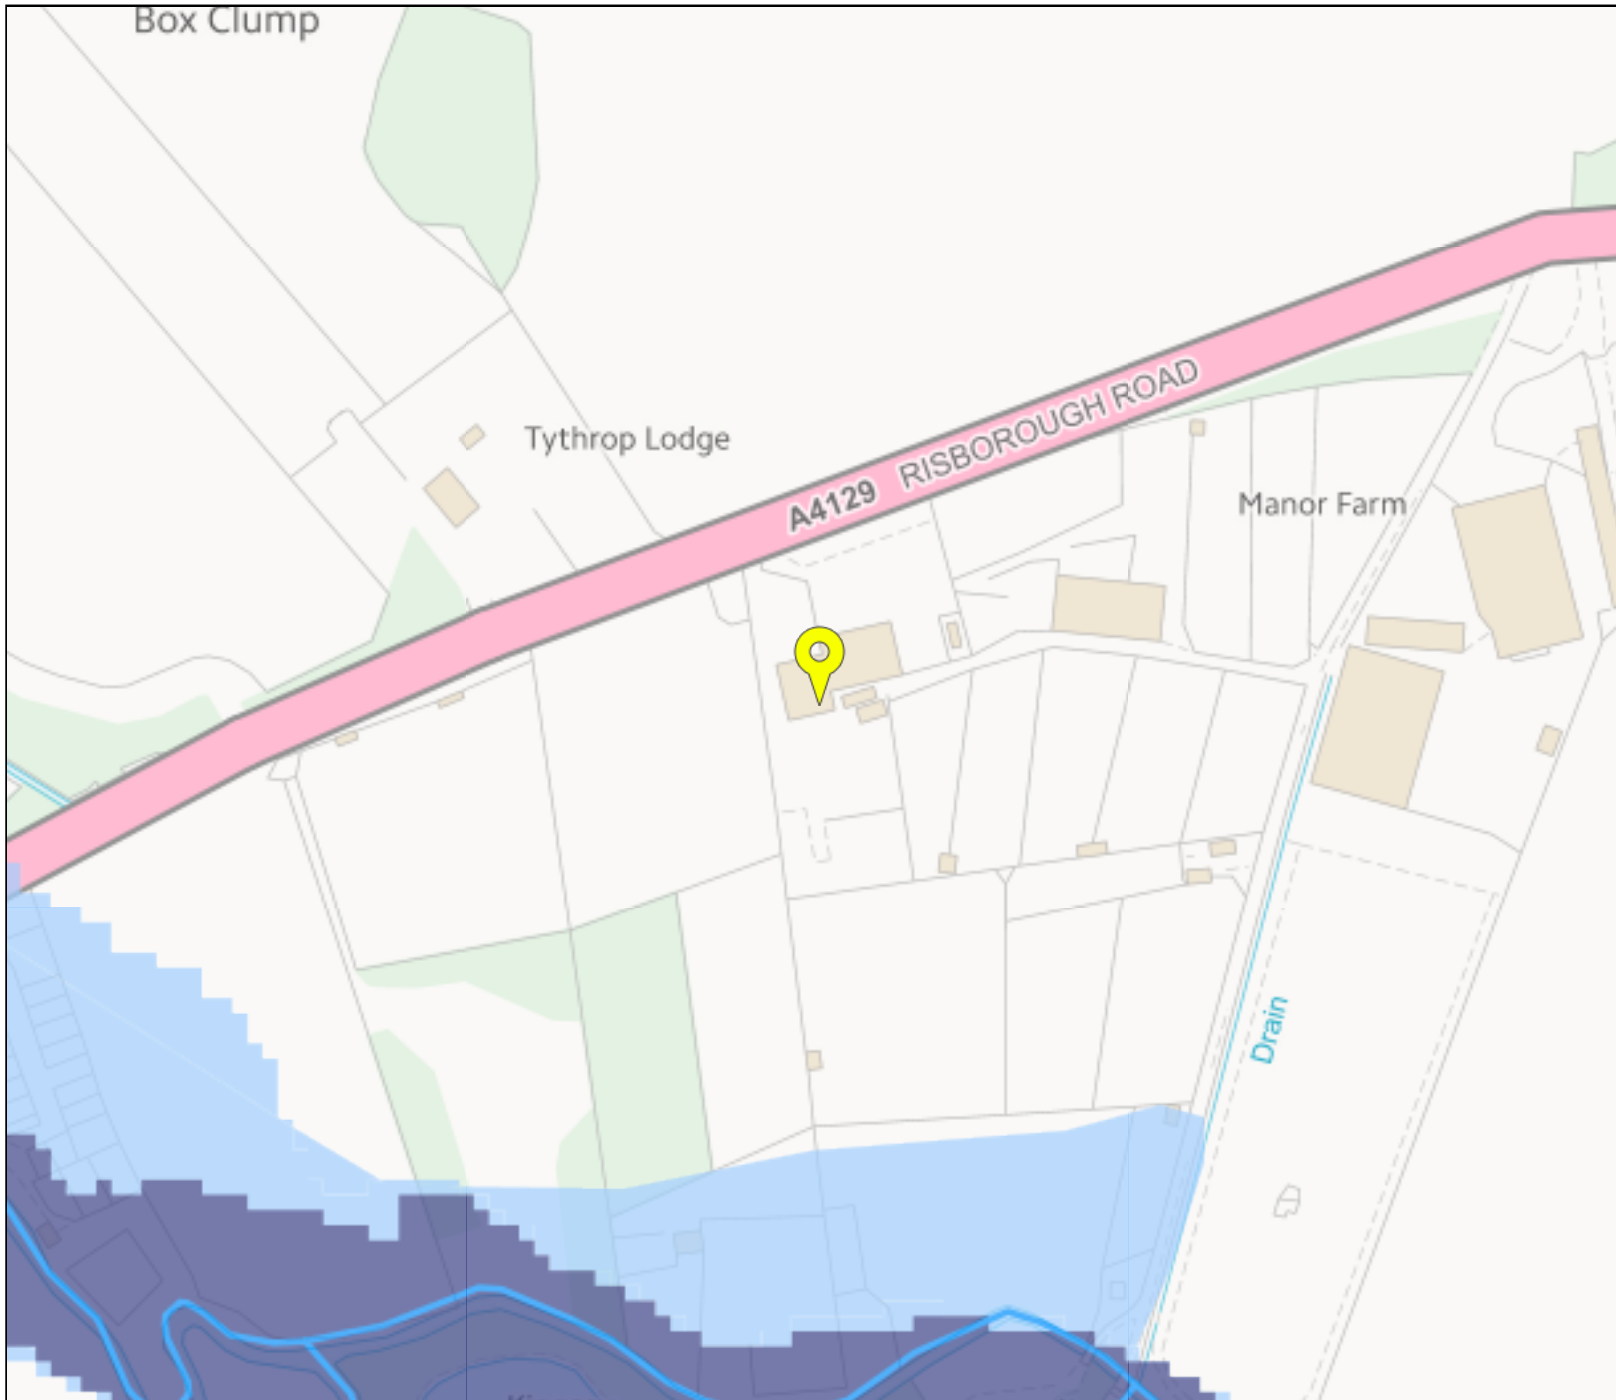 Box Clump
Tythrop Lodge
A4129 RISBOROUGH ROAD
Manor Farm
Drain